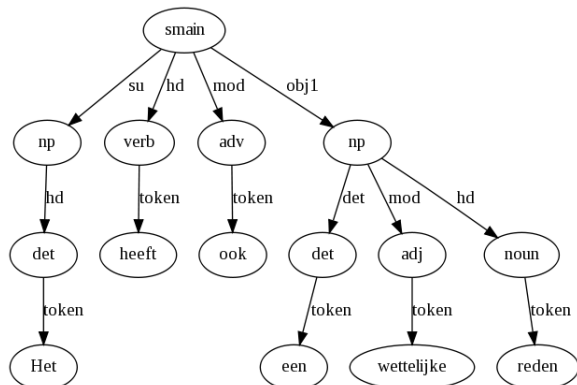 smain
su hd mod obj1
np verb adv np
hd token token det mod hd
det heeft ook det adj noun
token token token token
Het een wettelijke reden